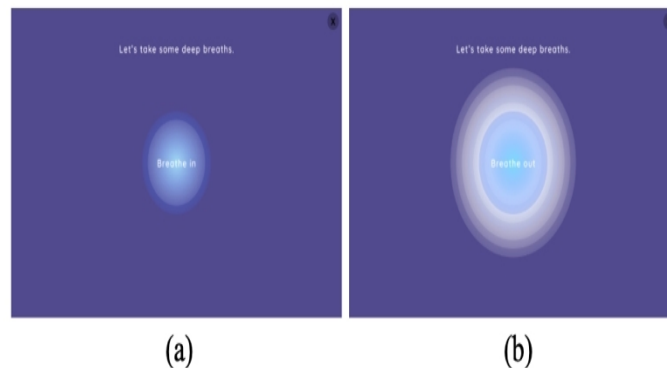 x
Let's take some deep breaths.
Breathe in
(a)
Let's take some deep breaths.
Breathe out
(b)